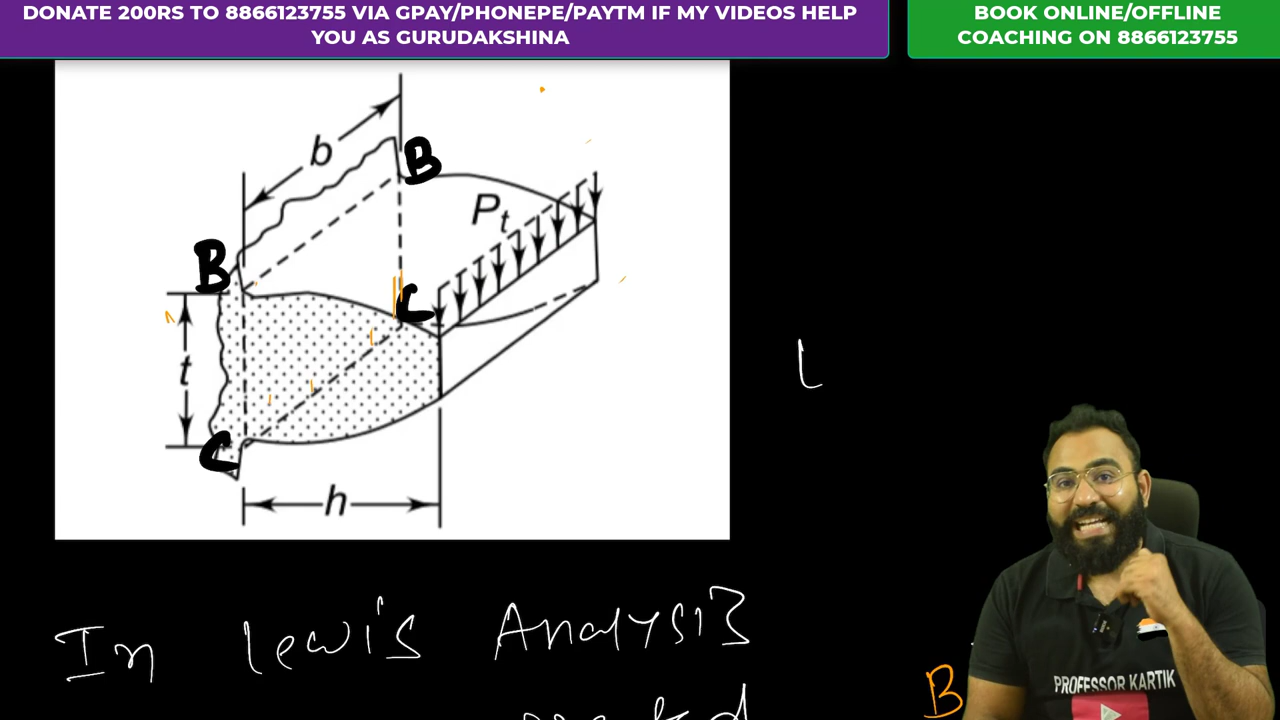 DONATE 200RS TO 8866123755 VIA GPAY/PHONEPE/PAYTM IF MY VIDEOS HELP
YOU AS GURUDAKSHINA
BOOK ONLINE/OFFLINE
COACHING ON 8866123755
b
B
P_t
B
C
t
C
h
In Lewis Analysis
B
PROFESSOR KARTIK